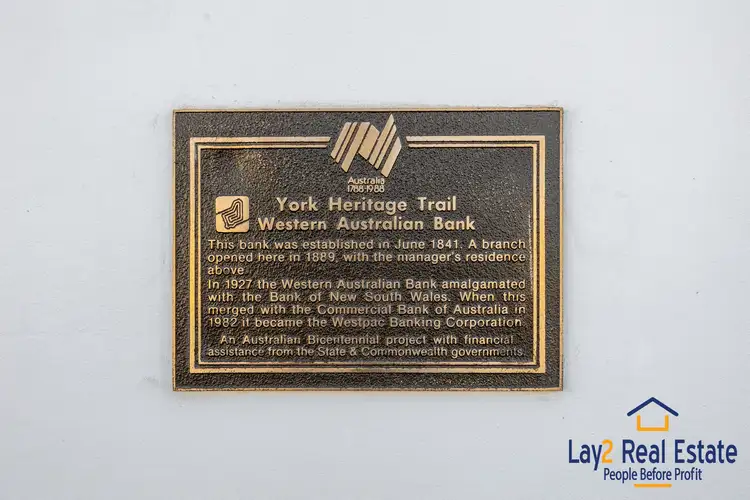 Australia
1788-1988
York Heritage Trail
Western Australian Bank
This bank was established in June 1841. A branch
opened here in 1889, with the manager's residence
above.
In 1927 the Western Australian Bank amalgamated
with the Bank of New South Wales. When this
merged with the Commercial Bank of Australia in
1982 it became the Westpac Banking Corporation.
An Australian Bicentennial project with financial
assistance from the State & Commonwealth governments.
Lay2 Real Estate
People Before Profit